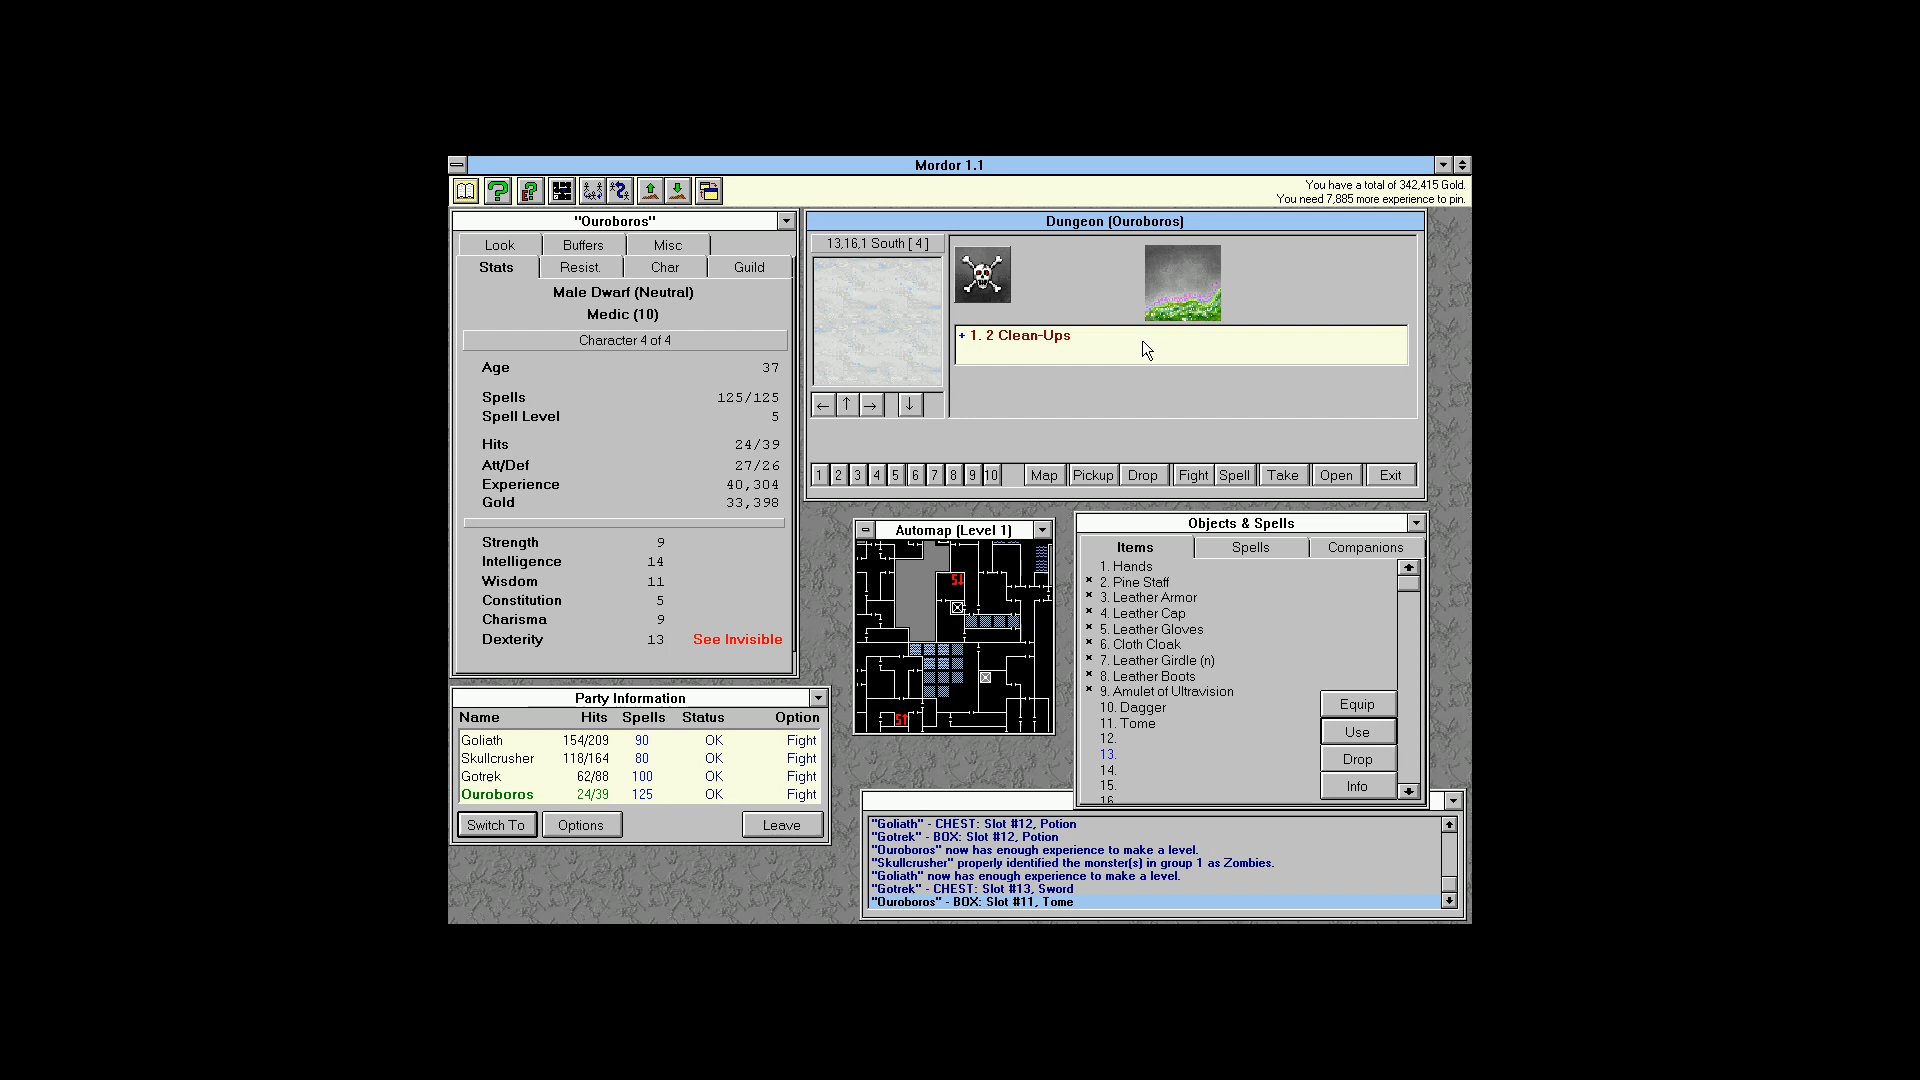 Mordor 1.1
You have a total of 342,415 Gold.
You need 7,885 more experience to pin.
"Ouroboros"
Look Buffers Misc
Stats Resist. Char Guild
Male Dwarf (Neutral)
Medic (10)
Character 4 of 4
Age 37
Spells 125/125
Spell Level 5
Hits 24/39
Att/Def 27/26
Experience 40,304
Gold 33,398
Strength 9
Intelligence 14
Wisdom 11
Constitution 5
Charisma 9
Dexterity 13 See Invisible
Party Information
Name Hits Spells Status Option
Goliath 154/209 90 OK Fight
Skullcrusher 118/164 80 OK Fight
Gotrek 62/88 100 OK Fight
Ouroboros 24/39 125 OK Fight
Switch To Options Leave
Dungeon (Ouroboros)
13,16,1 South [ 4 ]
+ 1. 2 Clean-Ups
1 2 3 4 5 6 7 8 9 10 Map Pickup Drop Fight Spell Take Open Exit
Automap (Level 1)
Objects & Spells
Items Spells Companions
1. Hands
× 2. Pine Staff
× 3. Leather Armor
× 4. Leather Cap
× 5. Leather Gloves
× 6. Cloth Cloak
× 7. Leather Girdle (n)
× 8. Leather Boots
× 9. Amulet of Ultravision
10. Dagger
11. Tome
12.
13.
14.
15.
16.
Equip
Use
Drop
Info
"Goliath" - CHEST: Slot #12, Potion
"Gotrek" - BOX: Slot #12, Potion
"Ouroboros" now has enough experience to make a level.
"Skullcrusher" properly identified the monster(s) in group 1 as Zombies.
"Goliath" now has enough experience to make a level.
"Gotrek" - CHEST: Slot #13, Sword
"Ouroboros" - BOX: Slot #11, Tome